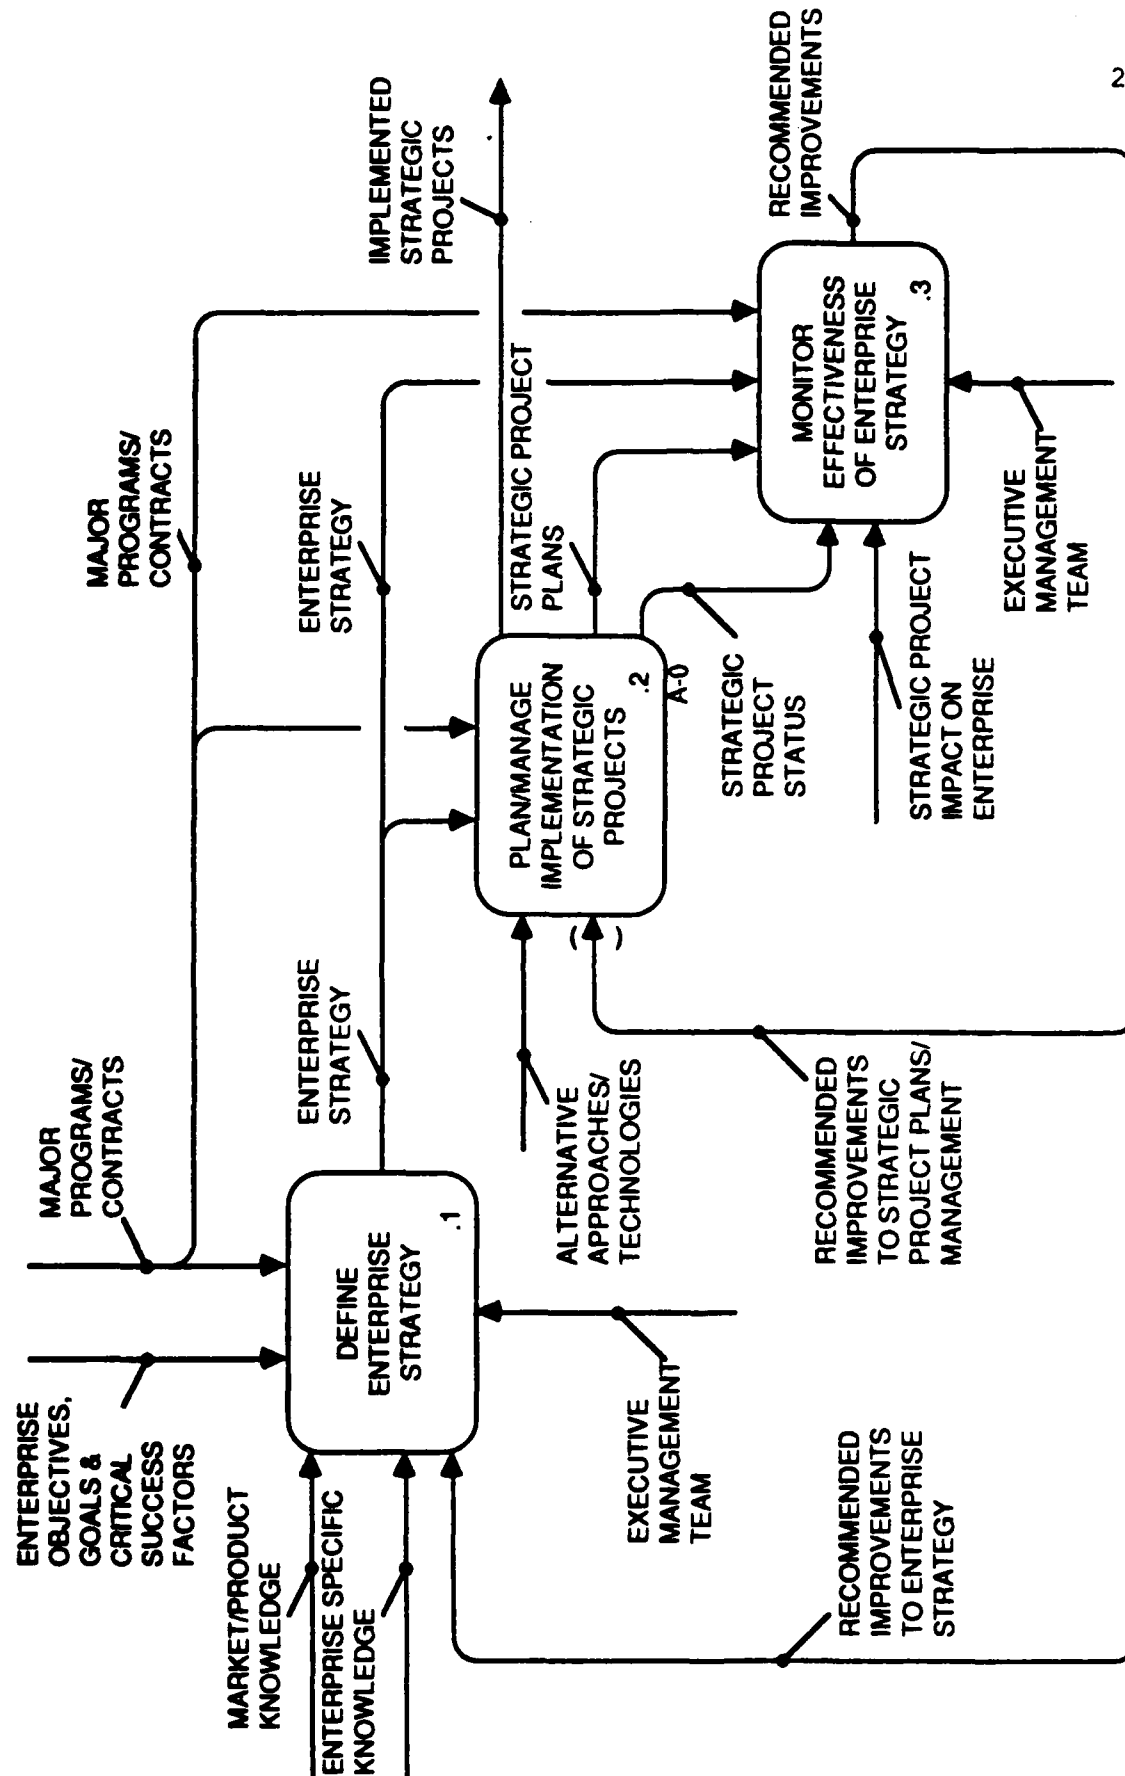 ENTERPRISE
OBJECTIVES,
GOALS &
CRITICAL
SUCCESS
FACTORS
MAJOR
PROGRAMS/
CONTRACTS
MAJOR
PROGRAMS/
CONTRACTS
MARKET/PRODUCT
KNOWLEDGE
ENTERPRISE SPECIFIC
KNOWLEDGE
DEFINE
ENTERPRISE
STRATEGY
.1
ENTERPRISE
STRATEGY
ENTERPRISE
STRATEGY
IMPLEMENTED
STRATEGIC
PROJECTS
EXECUTIVE
MANAGEMENT
TEAM
ALTERNATIVE
APPROACHES/
TECHNOLOGIES
PLAN/MANAGE
IMPLEMENTATION
OF STRATEGIC
PROJECTS
.2
A-0
( )
STRATEGIC PROJECT
PLANS
STRATEGIC
PROJECT
STATUS
MONITOR
EFFECTIVENESS
OF ENTERPRISE
STRATEGY
.3
RECOMMENDED
IMPROVEMENTS
RECOMMENDED
IMPROVEMENTS
TO ENTERPRISE
STRATEGY
RECOMMENDED
IMPROVEMENTS
TO STRATEGIC
PROJECT PLANS/
MANAGEMENT
STRATEGIC PROJECT
IMPACT ON
ENTERPRISE
EXECUTIVE
MANAGEMENT
TEAM
2